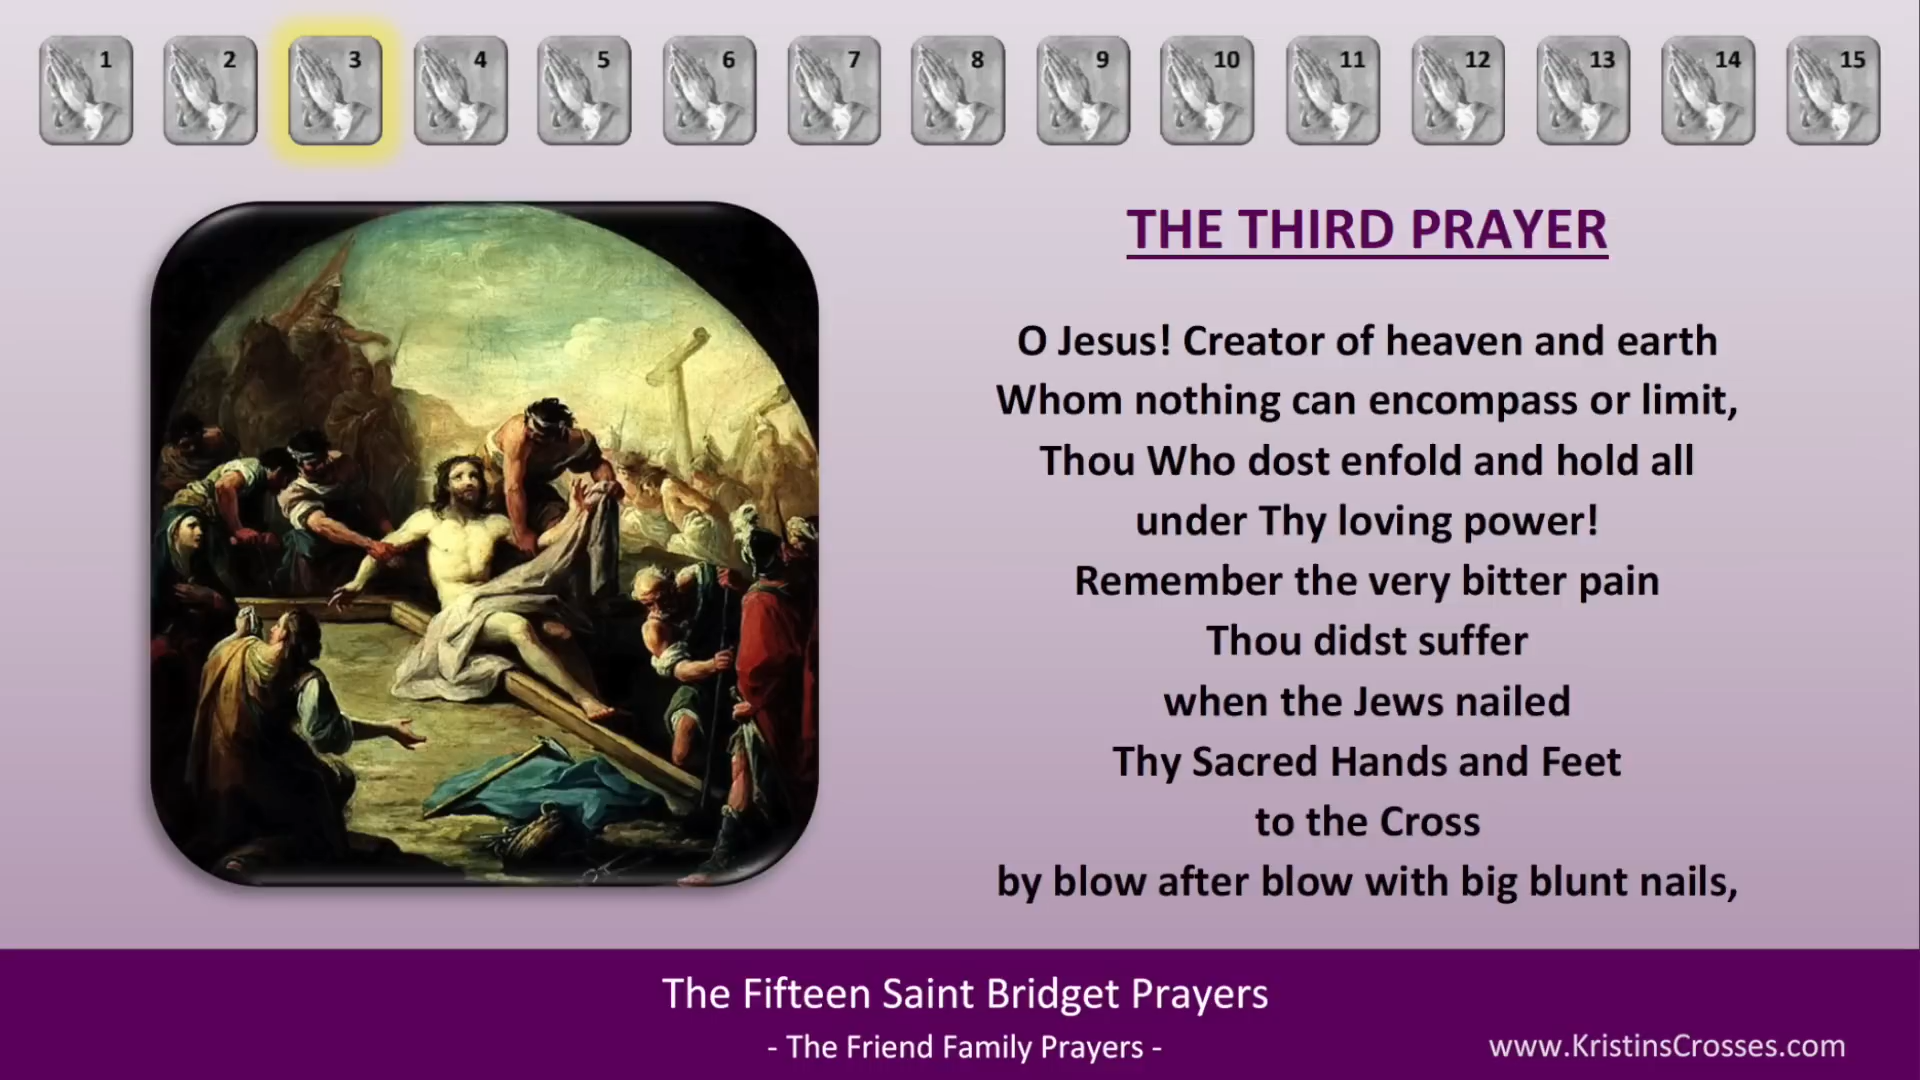 1 2 3 4 5 6 7 8 9 10 11 12 13 14 15
THE THIRD PRAYER
O Jesus! Creator of heaven and earth
Whom nothing can encompass or limit,
Thou Who dost enfold and hold all
under Thy loving power!
Remember the very bitter pain
Thou didst suffer
when the Jews nailed
Thy Sacred Hands and Feet
to the Cross
by blow after blow with big blunt nails,
The Fifteen Saint Bridget Prayers
- The Friend Family Prayers -
www.KristinsCrosses.com